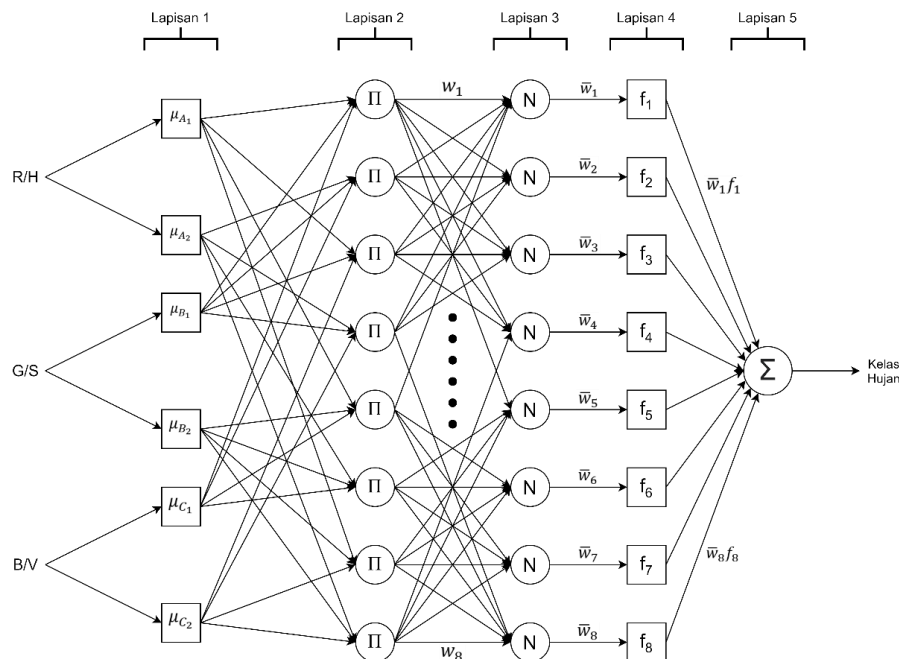 Lapisan 1 Lapisan 2 Lapisan 3 Lapisan 4 Lapisan 5
R/H
G/S
B/V
μA₁
μA₂
μB₁
μB₂
μC₁
μC₂
Π
Π
Π
Π
Π
Π
Π
Π
w₁
w₈
N
N
N
N
N
N
N
N
w̅₁
w̅₂
w̅₃
w̅₄
w̅₅
w̅₆
w̅₇
w̅₈
f₁
f₂
f₃
f₄
f₅
f₆
f₇
f₈
w̅₁f₁
w̅₈f₈
Σ
Kelas
Hujan